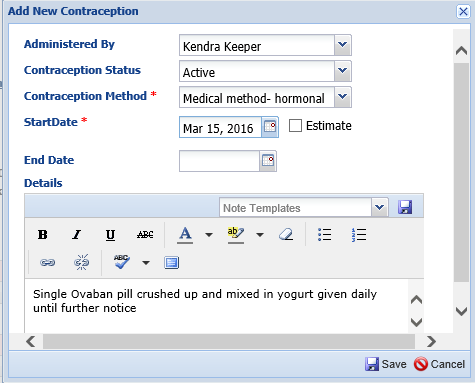 Add New Contraception
Administered By Kendra Keeper
Contraception Status Active
Contraception Method * Medical method- hormonal
StartDate * Mar 15, 2016 Estimate
End Date
Details
Note Templates
B I U ABC A ab
ABC
Single Ovaban pill crushed up and mixed in yogurt given daily
until further notice
Save Cancel